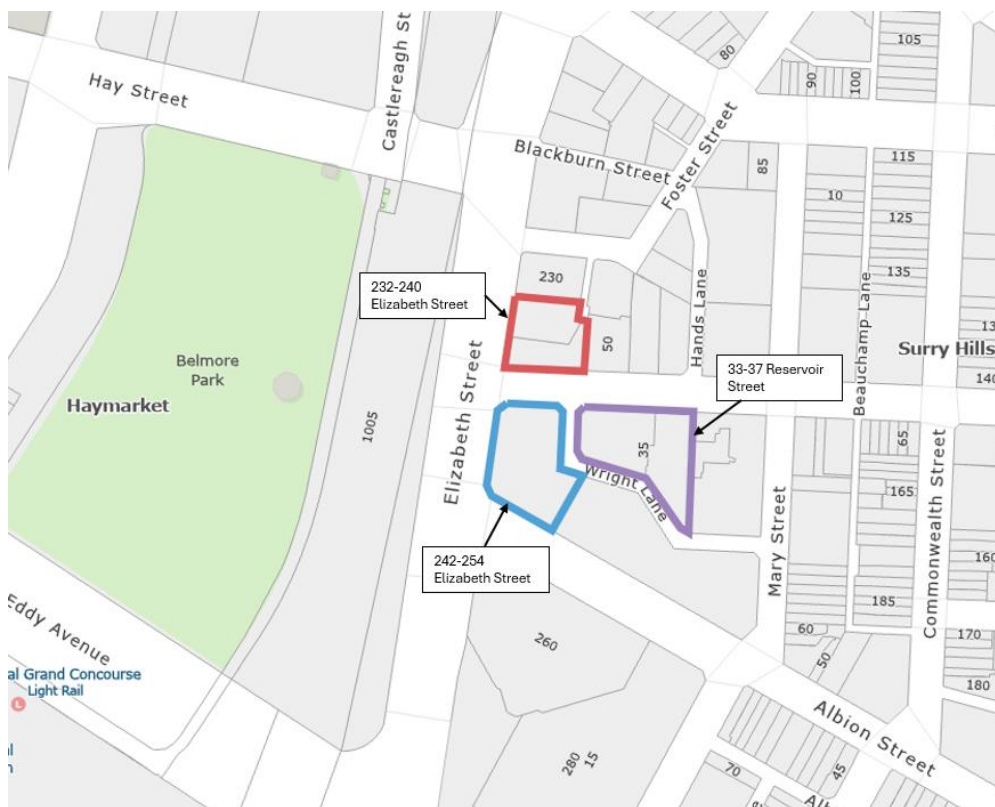 Hay Street
Castlereagh St
80
105
90
100
Blackburn Street
Foster Street
85
115
10
125
135
230
232-240
Elizabeth Street
50
Hands Lane
Beauchamp Lane
Surry Hills
140
Belmore
Park
Haymarket
Elizabeth Street
1005
33-37 Reservoir
Street
35
Wright Lane
65
165
Mary Street
Commonwealth Street
242-254
Elizabeth Street
160
185
Eddy Avenue
260
60
50
170
180
al Grand Concourse
Light Rail
L
Albion Street
280
15
70
45